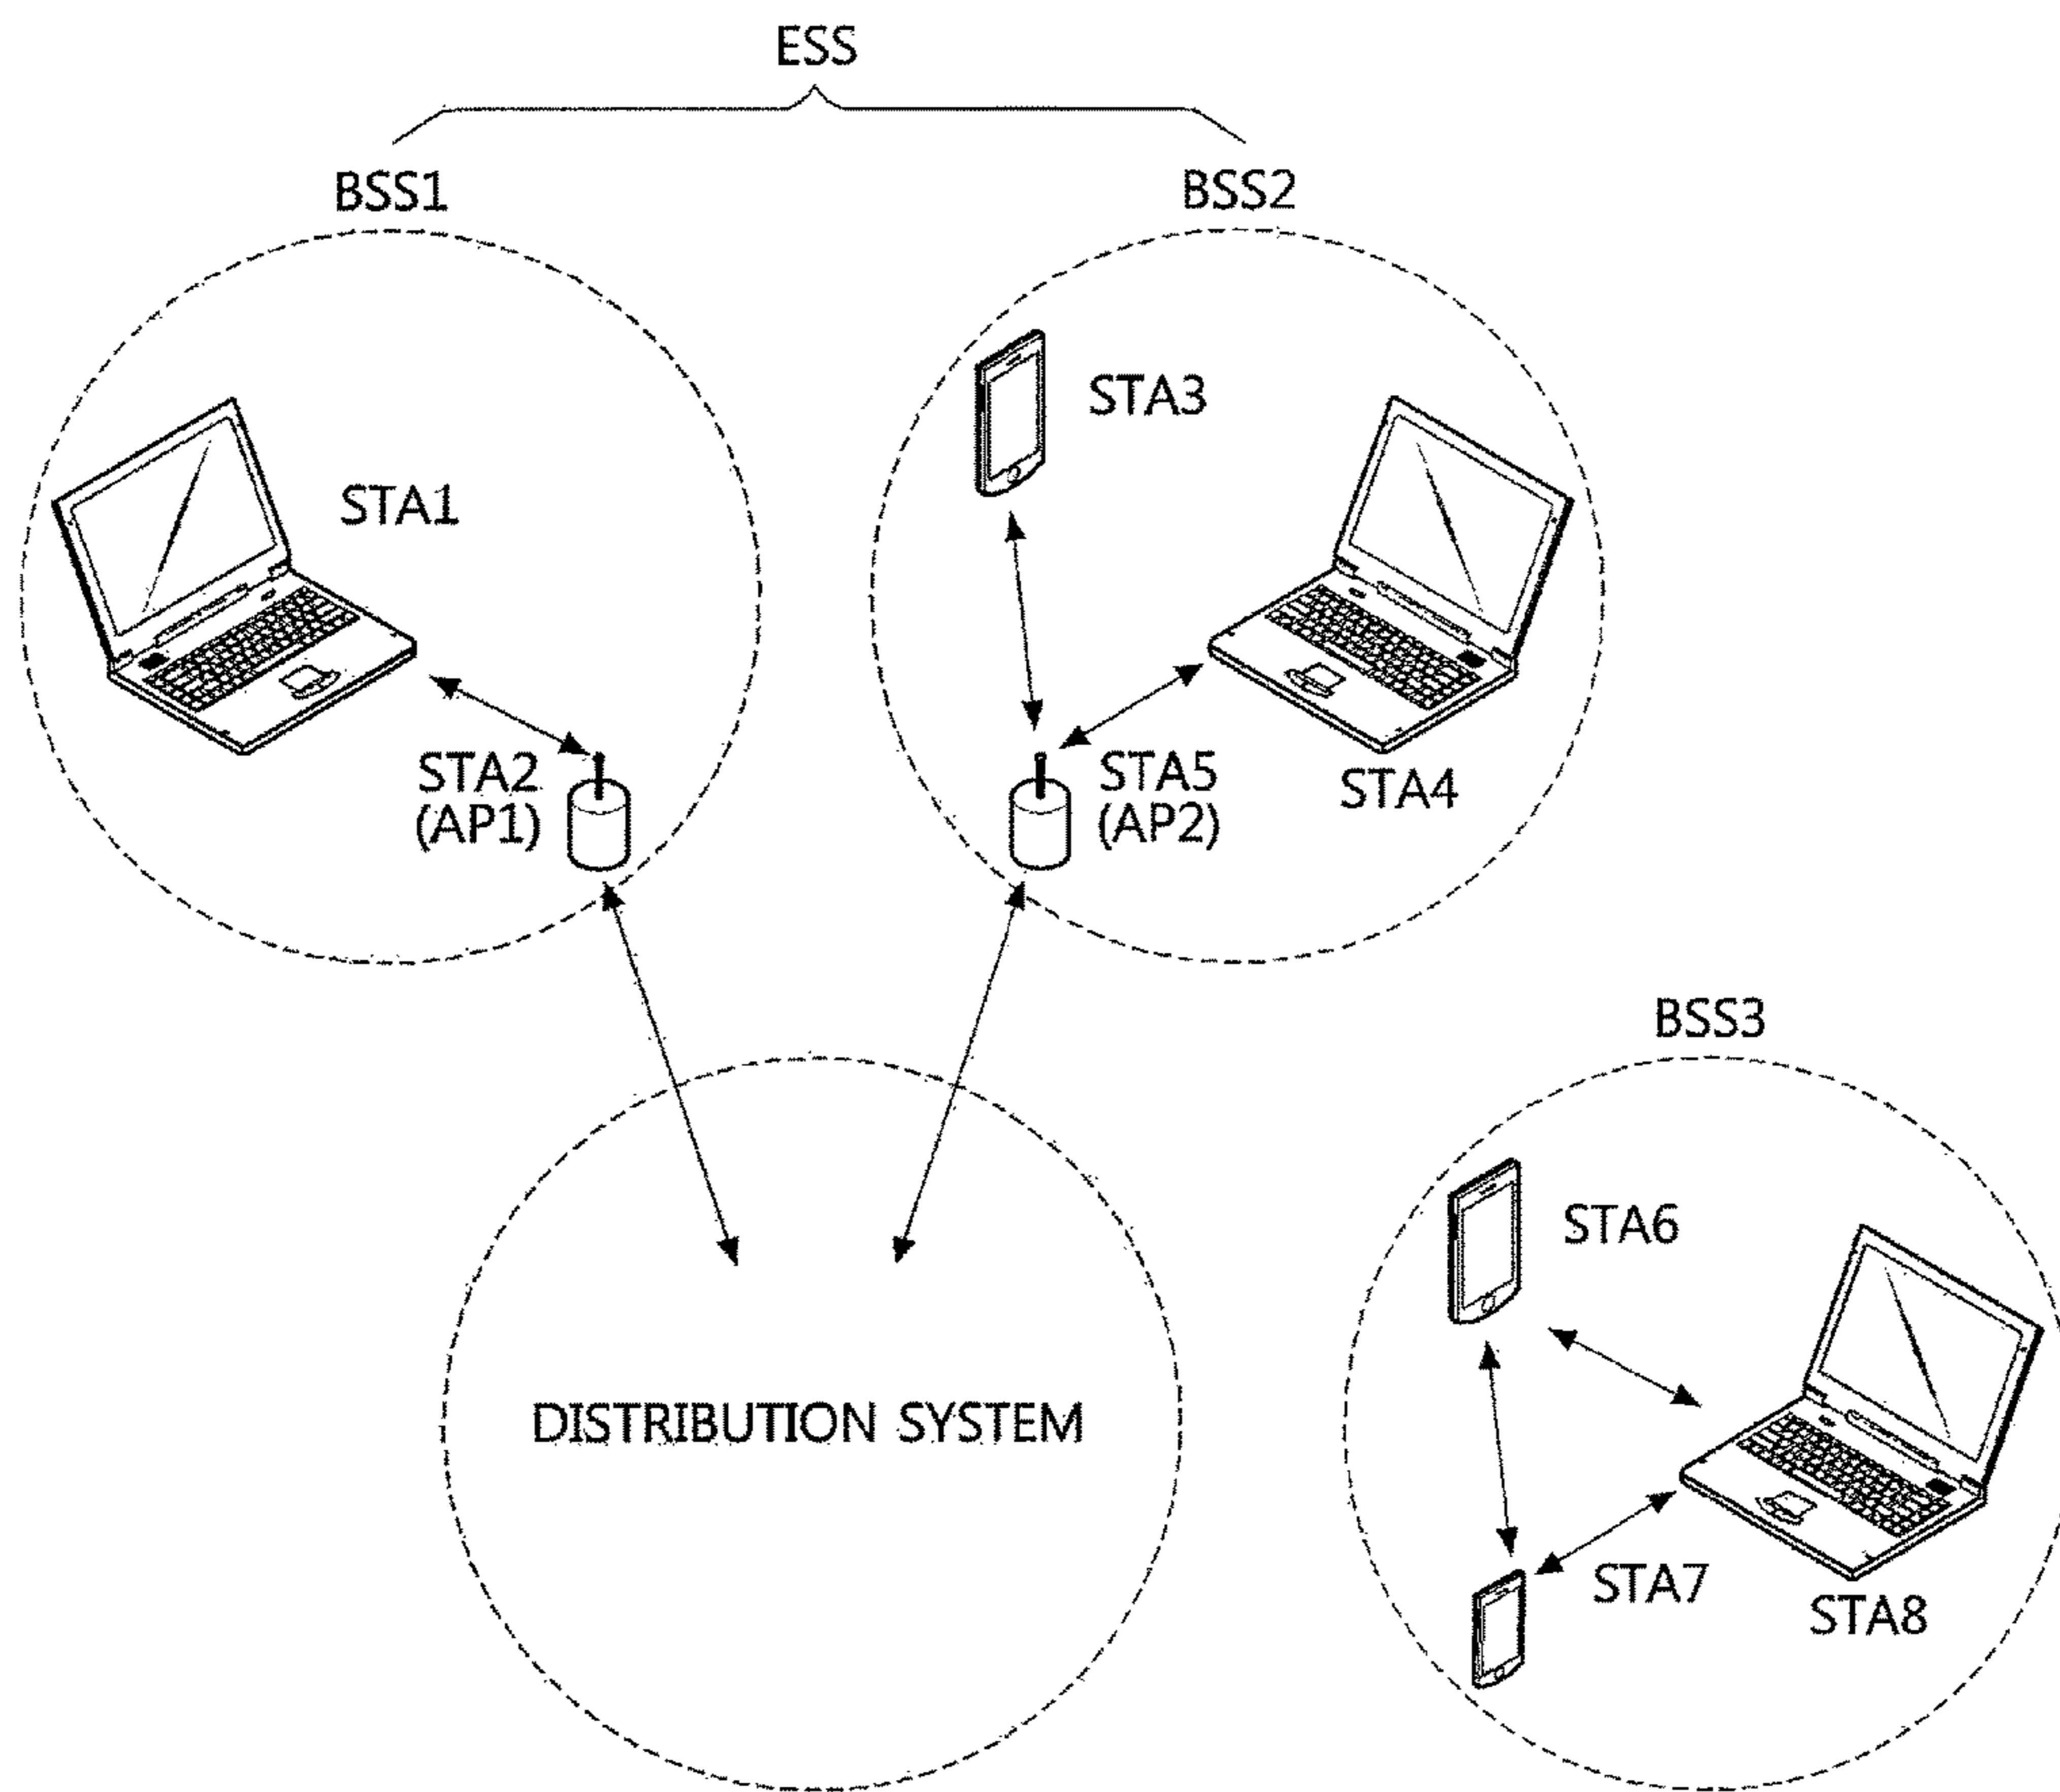 ESS
BSS1
BSS2
STA3
STA1
STA2
(AP1)
STA5
(AP2)
STA4
BSS3
STA6
DISTRIBUTION SYSTEM
STA7
STA8